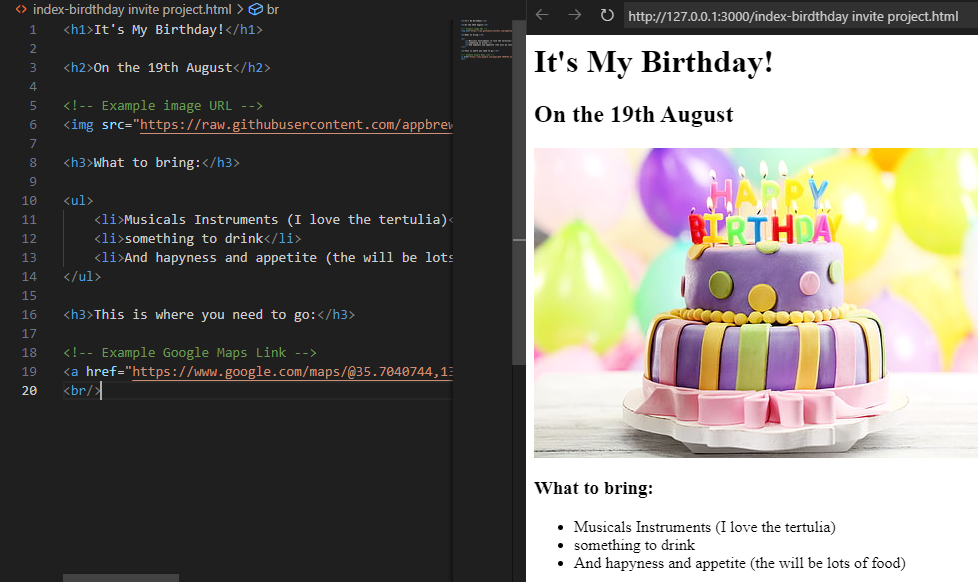 index-birdthday invite project.html > br
1 <h1>It's My Birthday!</h1>
2
3 <h2>On the 19th August</h2>
4
5 <!-- Example image URL -->
6 <img src="https://raw.githubusercontent.com/appbrew
7
8 <h3>What to bring:</h3>
9
10 <ul>
11 <li>Musicals Instruments (I love the tertulia)<
12 <li>something to drink</li>
13 <li>And hapyness and appetite (the will be lots
14 </ul>
15
16 <h3>This is where you need to go:</h3>
17
18 <!-- Example Google Maps Link -->
19 <a href="https://www.google.com/maps/@35.7040744,13
20 <br/>
http://127.0.0.1:3000/index-birdthday invite project.html
It's My Birthday!
On the 19th August
HAPPY
BIRTHDAY
What to bring:
• Musicals Instruments (I love the tertulia)
• something to drink
• And hapyness and appetite (the will be lots of food)